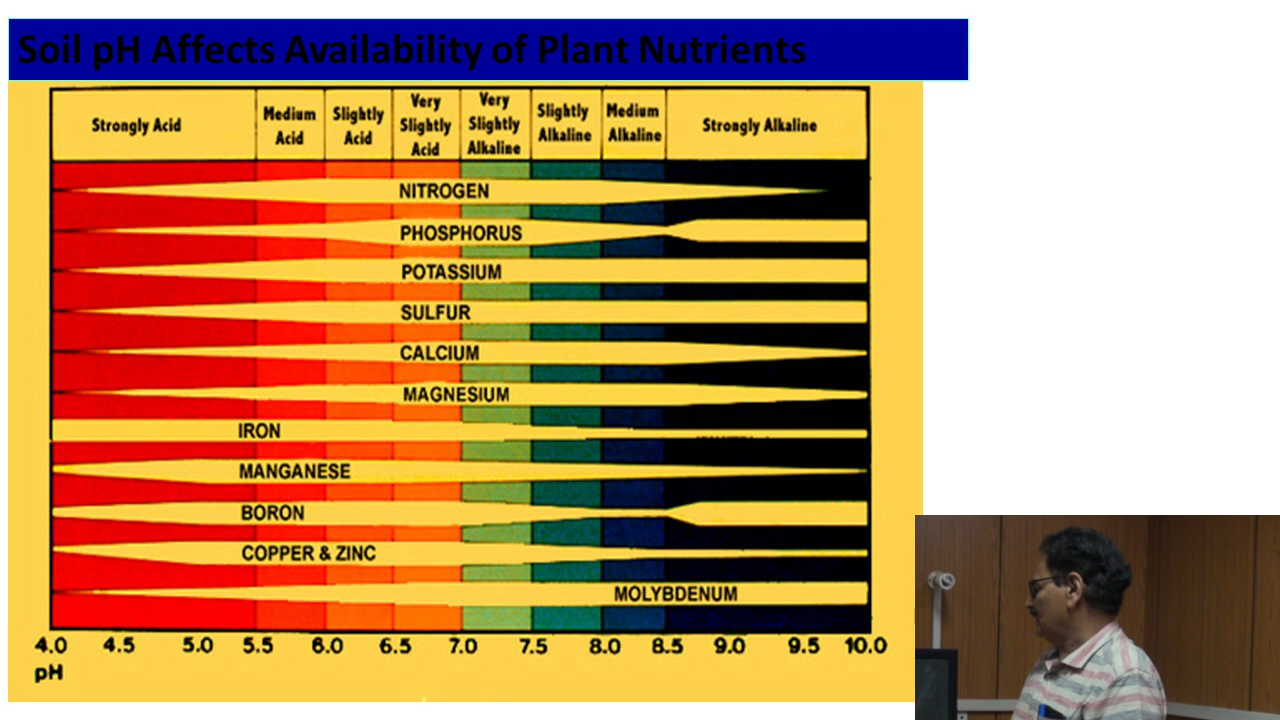 Soil pH Affects Availability of Plant Nutrients
Strongly Acid
Medium
Acid
Slightly
Acid
Very
Slightly
Acid
Very
Slightly
Alkaline
Slightly
Alkaline
Medium
Alkaline
Strongly Alkaline
NITROGEN
PHOSPHORUS
POTASSIUM
SULFUR
CALCIUM
MAGNESIUM
IRON
MANGANESE
BORON
COPPER & ZINC
MOLYBDENUM
4.0 4.5 5.0 5.5 6.0 6.5 7.0 7.5 8.0 8.5 9.0 9.5 10.0
pH